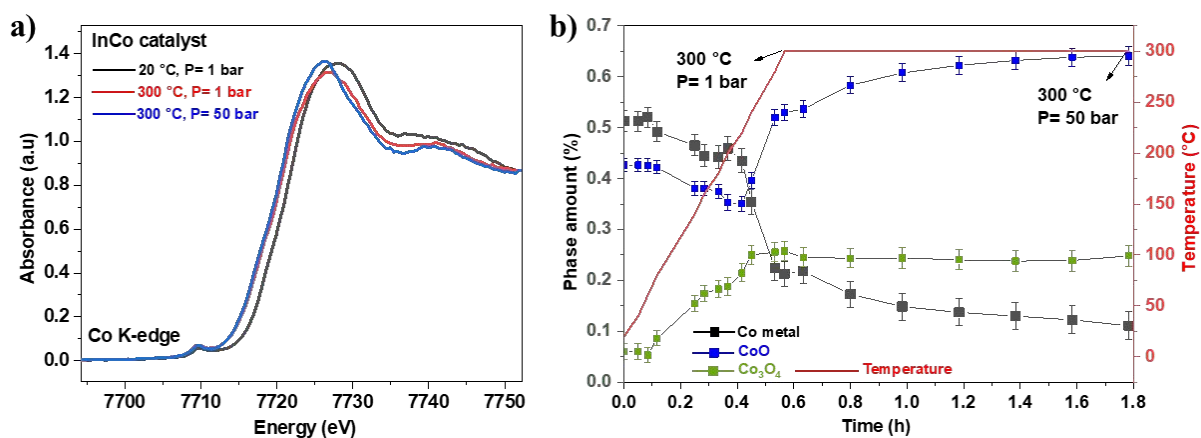 a)
InCo catalyst
20 °C, P= 1 bar
300 °C, P= 1 bar
300 °C, P= 50 bar
Co K-edge
Absorbance (a.u)
0.0
0.2
0.4
0.6
0.8
1.0
1.2
1.4
7700
7710
7720
7730
7740
7750
Energy (eV)
b)
300 °C
P= 1 bar
300 °C
P= 50 bar
Co metal
CoO
Co₃O₄
Temperature
Phase amount (%)
0.0
0.1
0.2
0.3
0.4
0.5
0.6
0.7
0.0
0.2
0.4
0.6
0.8
1.0
1.2
1.4
1.6
1.8
Time (h)
Temperature (°C)
0
50
100
150
200
250
300